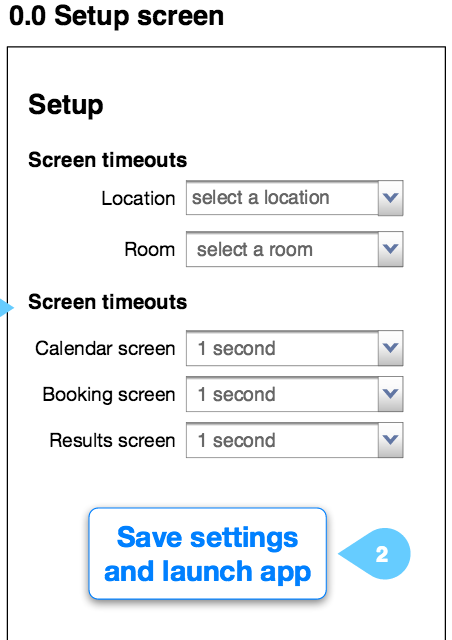 0.0 Setup screen
Setup
Screen timeouts
Location select a location
Room select a room
Screen timeouts
Calendar screen 1 second
Booking screen 1 second
Results screen 1 second
Save settings
and launch app
2